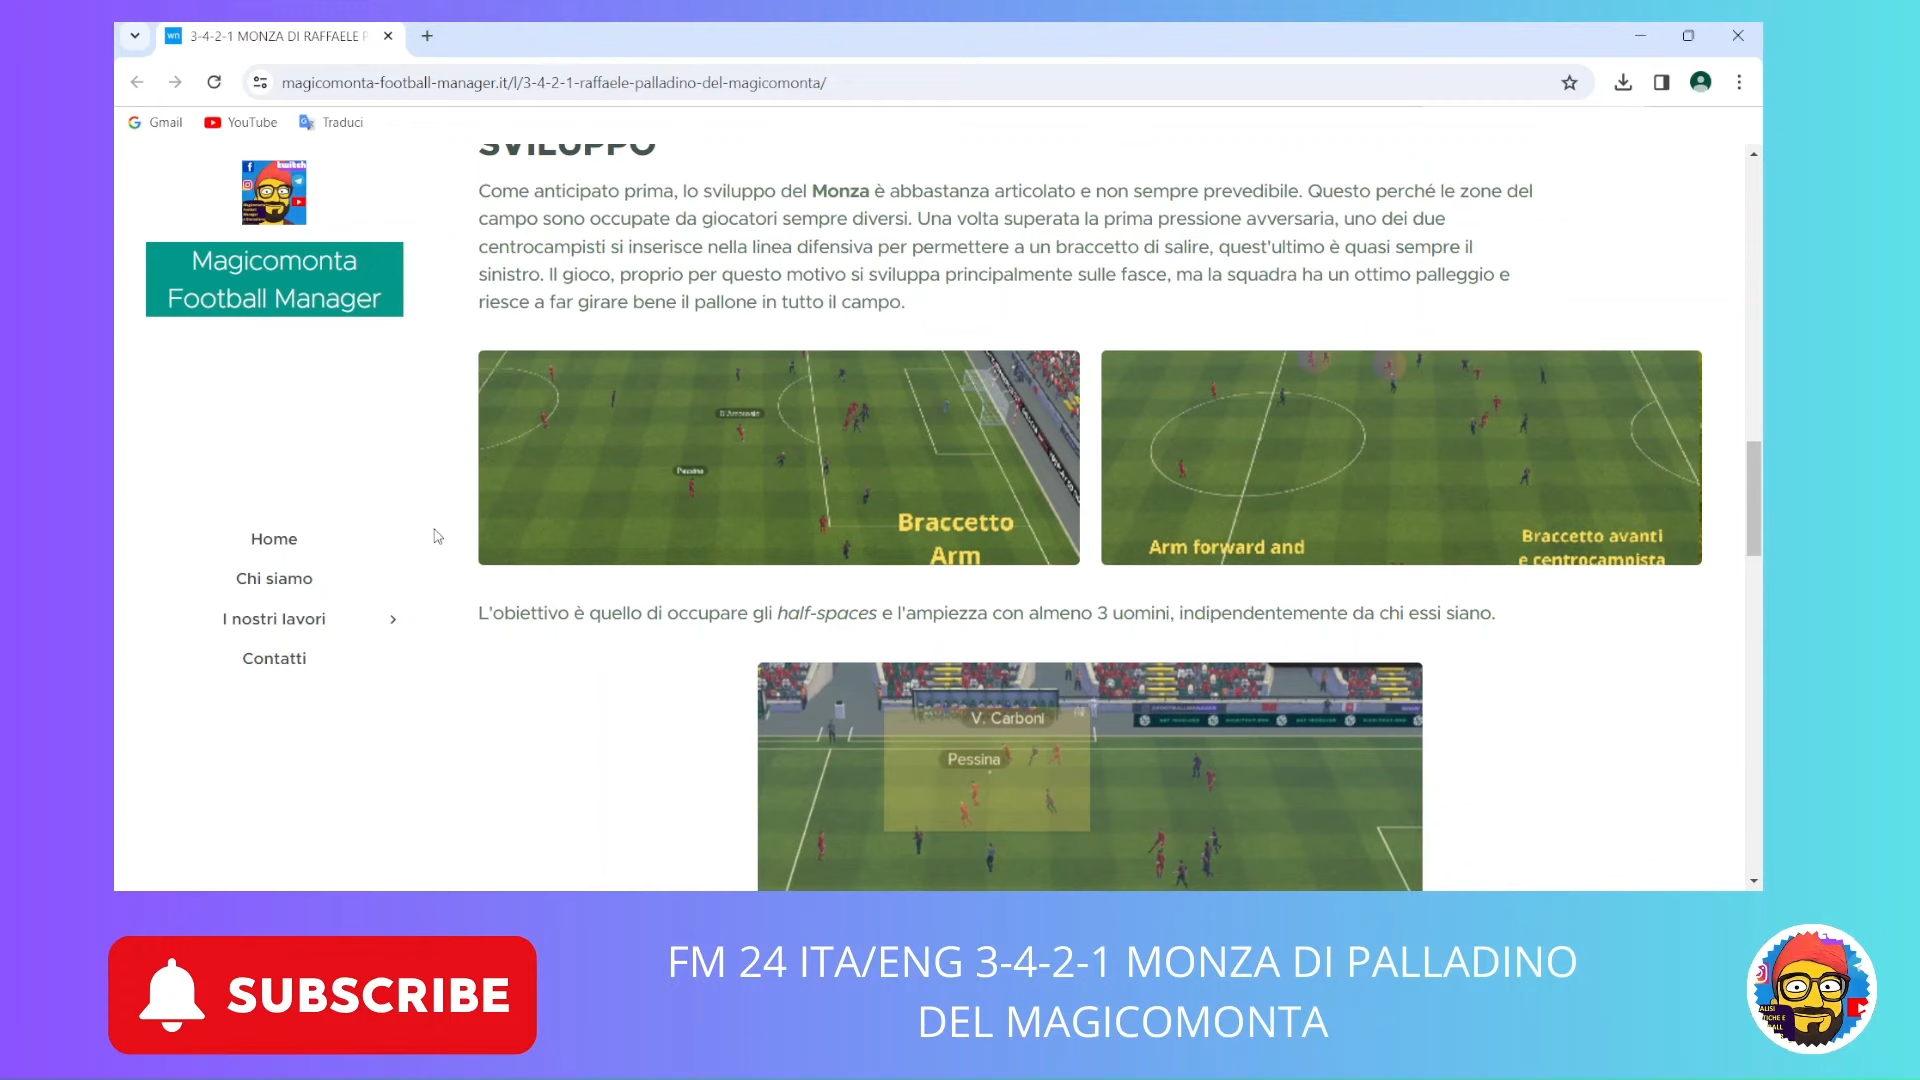 3-4-2-1 MONZA DI RAFFAELE P
magicomonta-football-manager.it/l/3-4-2-1-raffaele-palladino-del-magicomonta/
Gmail YouTube Traduci
twitch
Magicomonta
Football Manager
Home
Chi siamo
I nostri lavori
Contatti
SVILUPPO
Come anticipato prima, lo sviluppo del Monza è abbastanza articolato e non sempre prevedibile. Questo perché le zone del
campo sono occupate da giocatori sempre diversi. Una volta superata la prima pressione avversaria, uno dei due
centrocampisti si inserisce nella linea difensiva per permettere a un braccetto di salire, quest'ultimo è quasi sempre il
sinistro. Il gioco, proprio per questo motivo si sviluppa principalmente sulle fasce, ma la squadra ha un ottimo palleggio e
riesce a far girare bene il pallone in tutto il campo.
D'Ambrosio
Pessina
Braccetto
Arm
Arm forward and
Braccetto avanti
e centrocampista
L'obiettivo è quello di occupare gli half-spaces e l'ampiezza con almeno 3 uomini, indipendentemente da chi essi siano.
V. Carboni
Pessina
SUBSCRIBE
FM 24 ITA/ENG 3-4-2-1 MONZA DI PALLADINO
DEL MAGICOMONTA